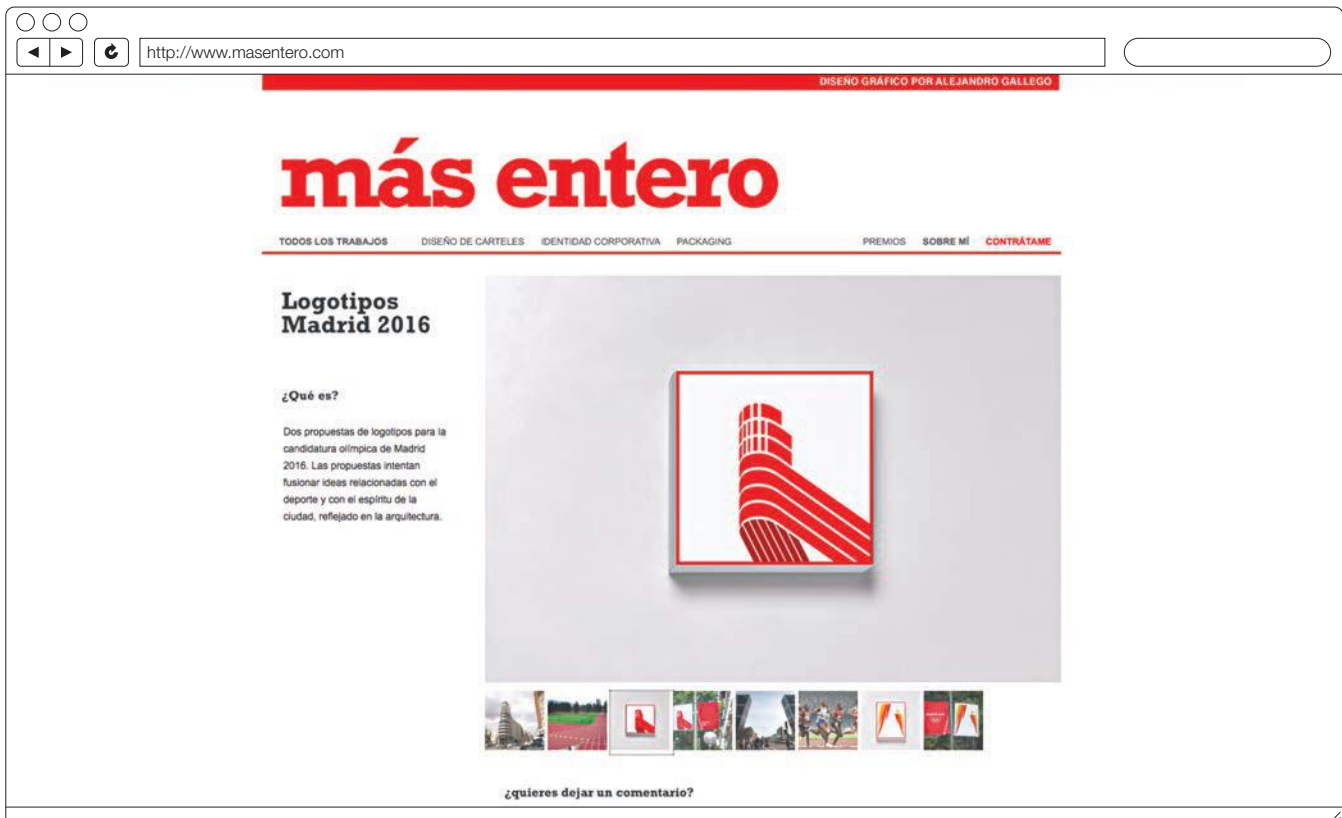 http://www.masentero.com
DISEÑO GRÁFICO POR ALEJANDRO GALLEGO
más entero
TODOS LOS TRABAJOS DISEÑO DE CARTELES IDENTIDAD CORPORATIVA PACKAGING PREMIOS SOBRE MÍ CONTRÁTAME
Logotipos
Madrid 2016
¿Qué es?
Dos propuestas de logotipos para la
candidatura olímpica de Madrid
2016. Las propuestas intentan
fusionar ideas relacionadas con el
deporte y con el espíritu de la
ciudad, reflejado en la arquitectura.
¿quieres dejar un comentario?